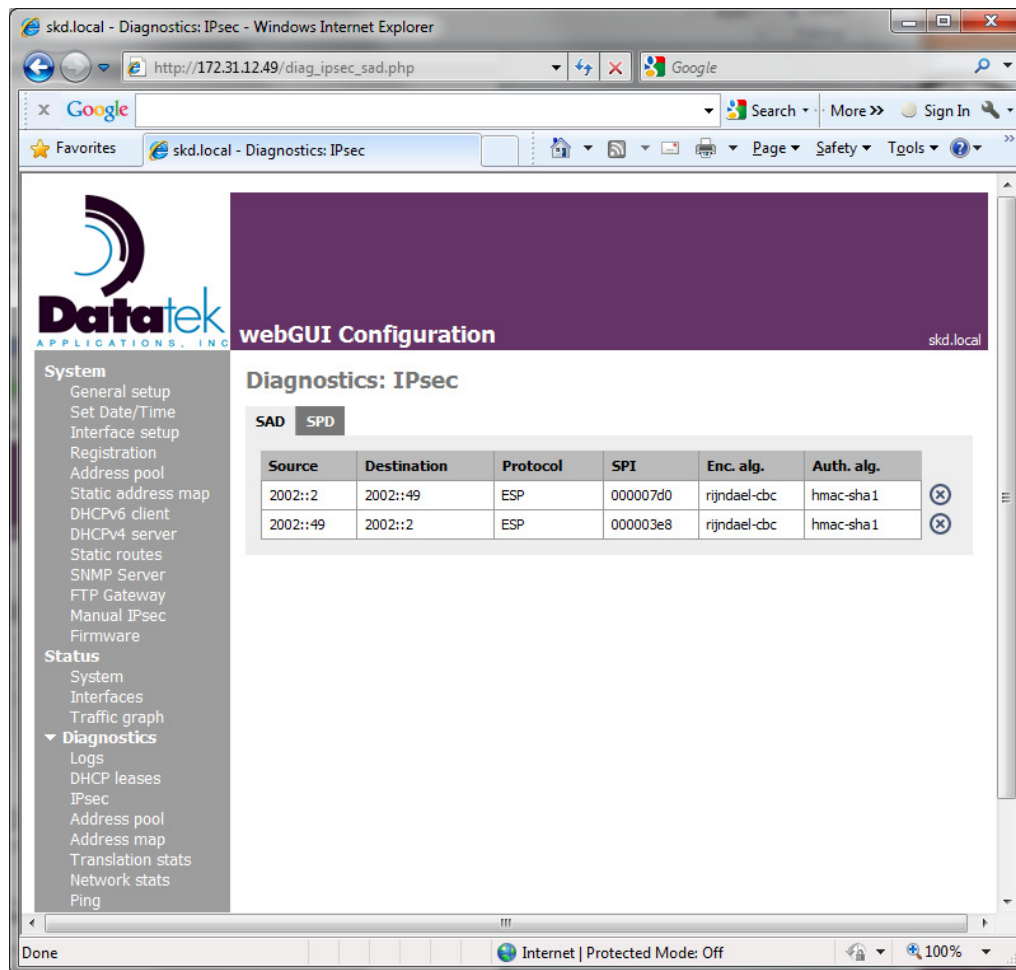 skd.local - Diagnostics: IPsec - Windows Internet Explorer
http://172.31.12.49/diag_ipsec_sad.php Google
x Google Search More >> Sign In
Favorites skd.local - Diagnostics: IPsec Page Safety Tools >>
Datatek
APPLICATIONS, INC
webGUI Configuration
skd.local
System
General setup
Set Date/Time
Interface setup
Registration
Address pool
Static address map
DHCPv6 client
DHCPv4 server
Static routes
SNMP Server
FTP Gateway
Manual IPsec
Firmware
Status
System
Interfaces
Traffic graph
Diagnostics
Logs
DHCP leases
IPsec
Address pool
Address map
Translation stats
Network stats
Ping
Diagnostics: IPsec
SAD SPD
Source Destination Protocol SPI Enc. alg. Auth. alg.
2002::2 2002::49 ESP 000007d0 rijndael-cbc hmac-sha1
2002::49 2002::2 ESP 000003e8 rijndael-cbc hmac-sha1
Done Internet | Protected Mode: Off 100%